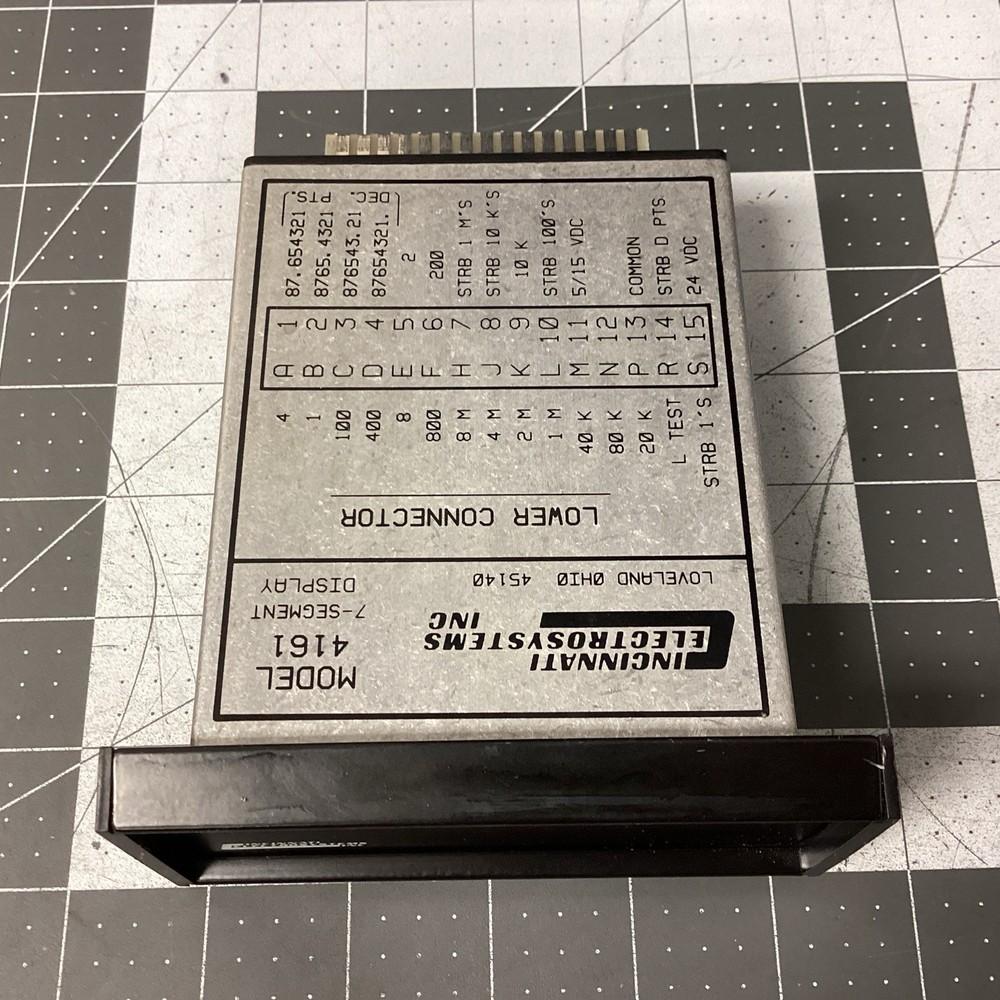 MODEL
4161
7-SEGMENT
DISPLAY
CINCINNATI
ELECTROSYSTEMS
INC
LOVELAND OHIO 45140
LOWER CONNECTOR
4 A 1 87.654321
1 B 2 8765.4321
100 C 3 876543.21
400 D 4 87654321.
DEC.
PTS.
8 E 5 2
800 F 6 200
8 M H 7 STRB 1 M'S
4 M J 8 STRB 10 K'S
2 M K 9 10 K
1 M L 10 STRB 100'S
40 K M 11 5/15 VDC
80 K N 12
20 K P 13 COMMON
L TEST R 14 STRB D PTS.
STRB 1'S S 15 24 VDC